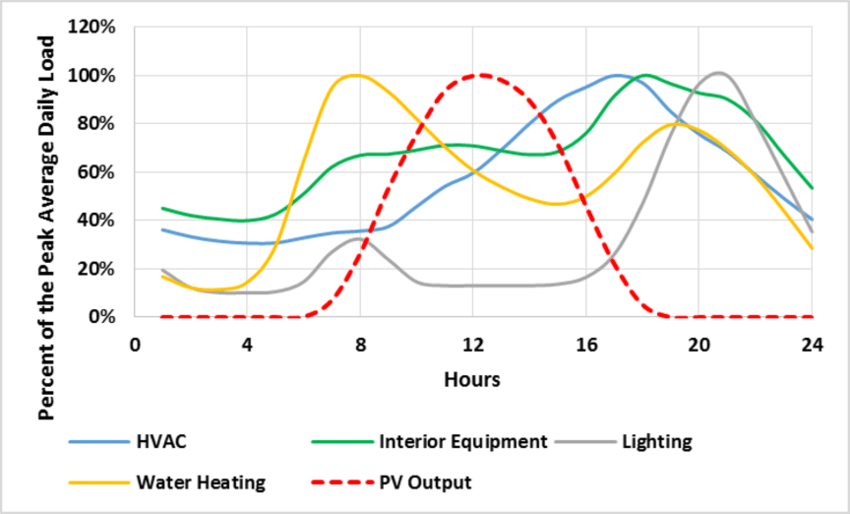 120%
100%
80%
60%
40%
20%
0%
Percent of the Peak Average Daily Load
0 4 8 12 16 20 24
Hours
HVAC Interior Equipment Lighting
Water Heating PV Output